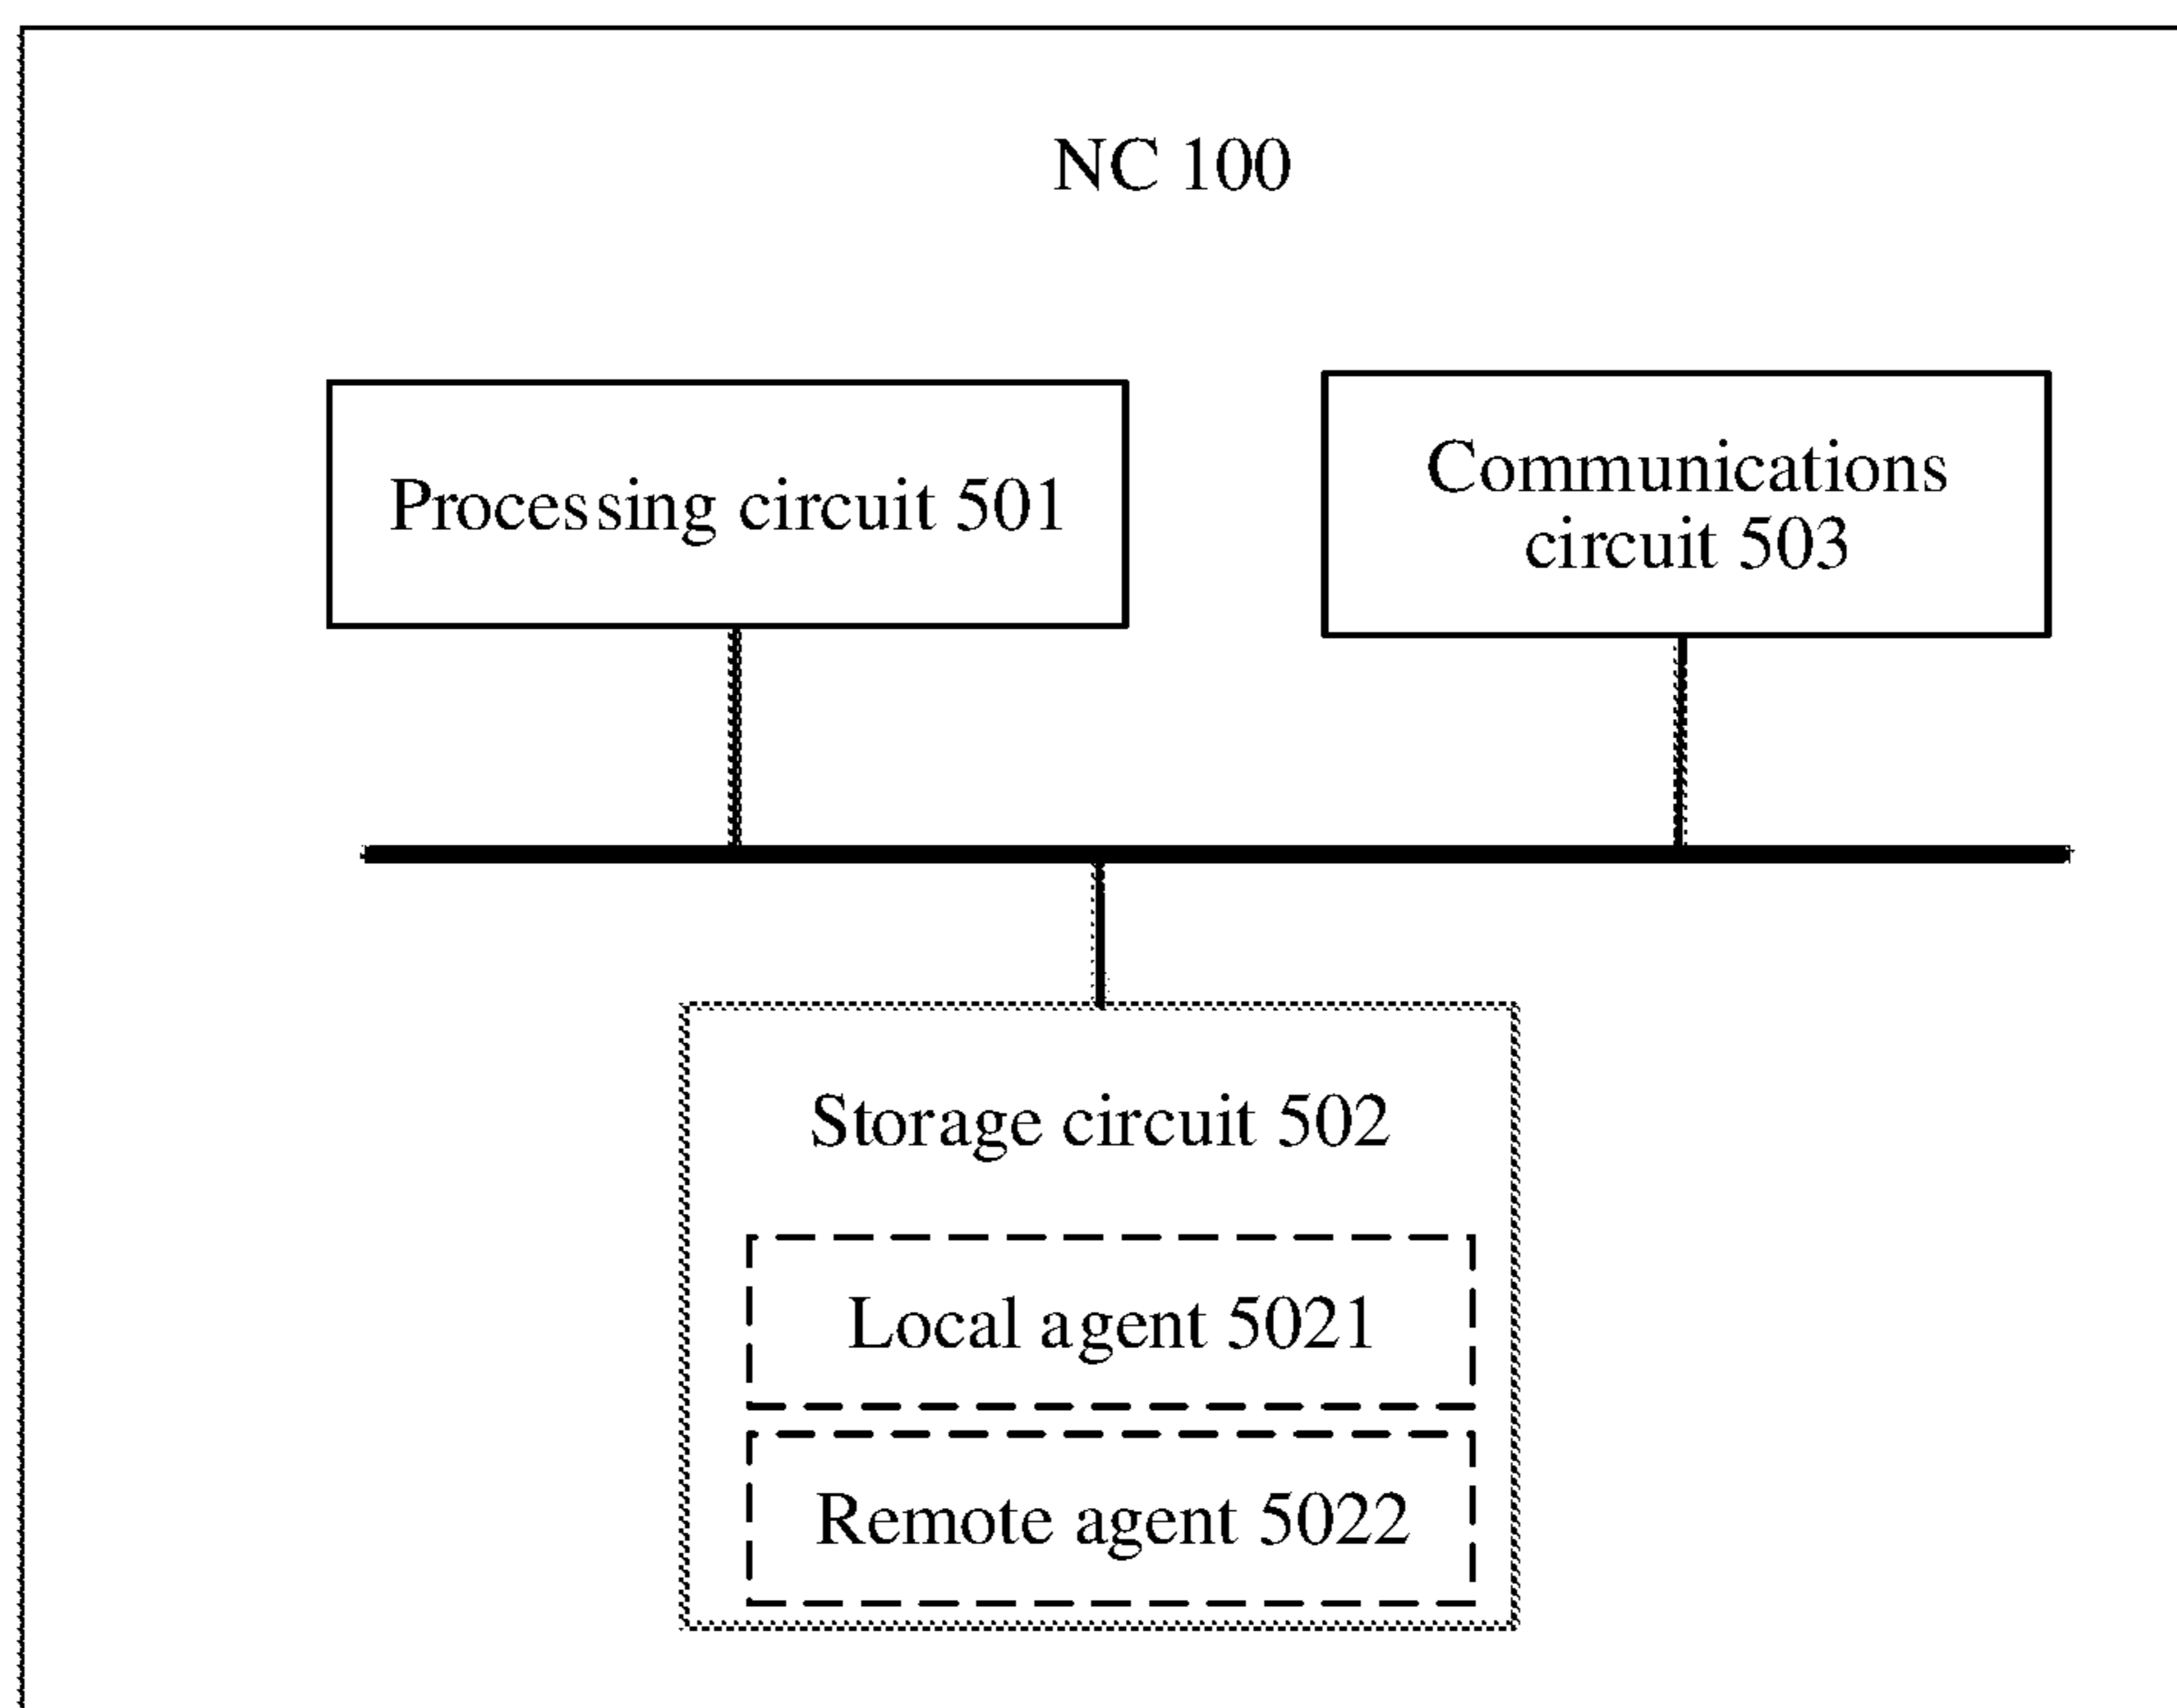 NC 100
Processing circuit 501
Communications
circuit 503
Storage circuit 502
Local agent 5021
Remote agent 5022